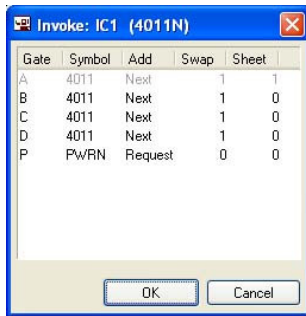 Invoke: IC1 (4011N)
Gate Symbol Add Swap Sheet
A 4011 Next 1 1
B 4011 Next 1 0
C 4011 Next 1 0
D 4011 Next 1 0
P PWRN Request 0 0
OK Cancel